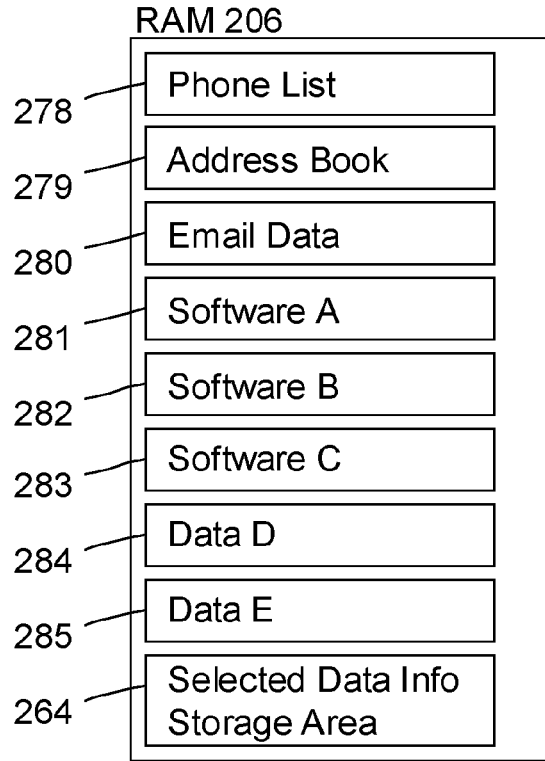 RAM 206
278 Phone List
279 Address Book
280 Email Data
281 Software A
282 Software B
283 Software C
284 Data D
285 Data E
264 Selected Data Info
Storage Area